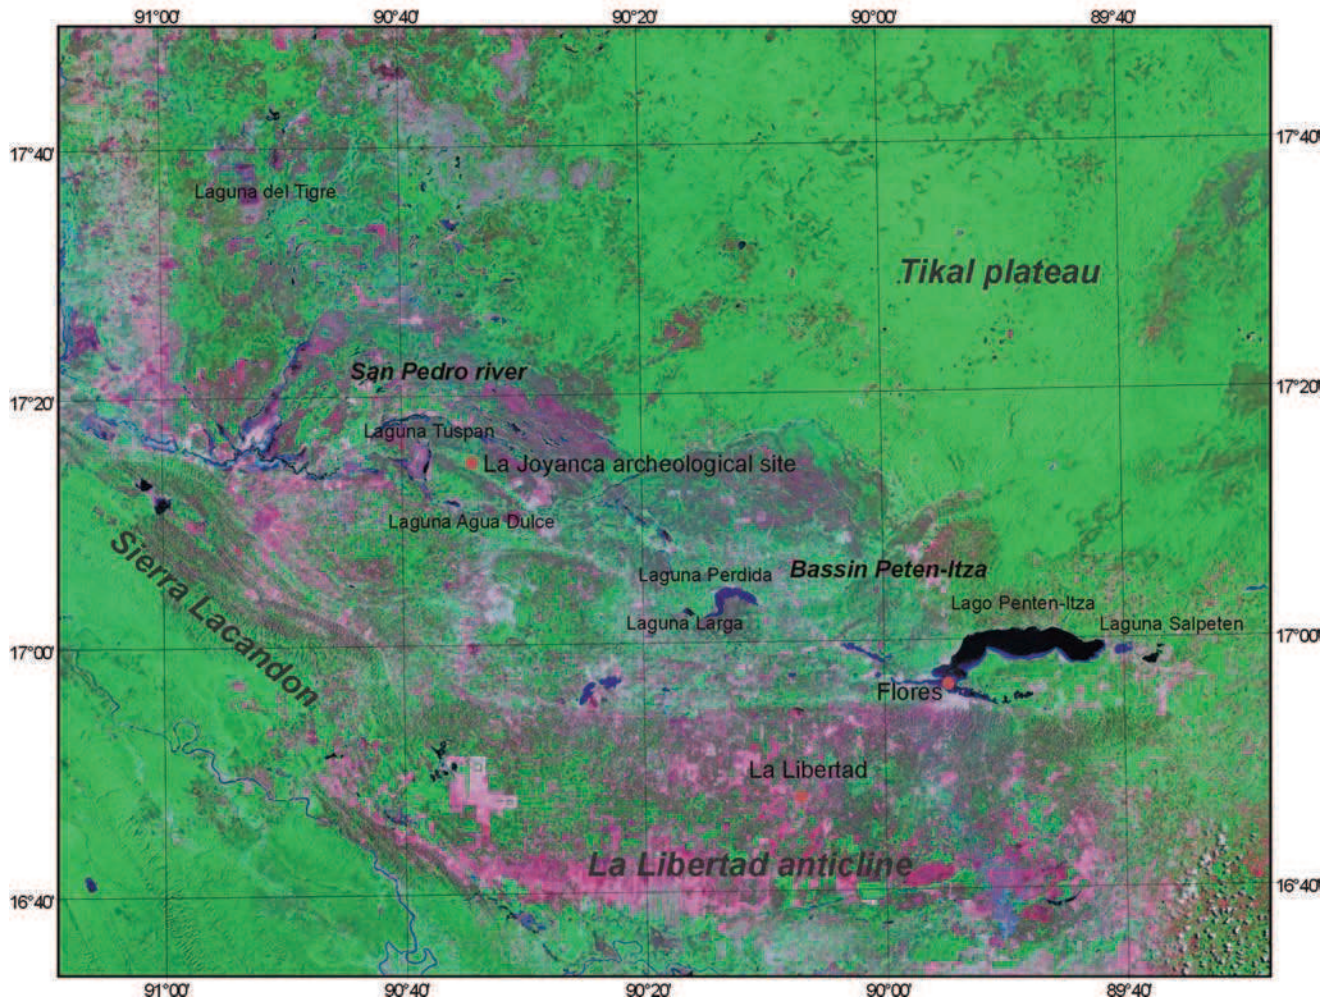 91°00' 90°40' 90°20' 90°00' 89°40'
17°40' 17°40'
Laguna del Tigre
Tikal plateau
San Pedro river
17°20' 17°20'
Laguna Tuspan
La Joyanca archeological site
Laguna Agua Dulce
Sierra Lacandon
Laguna Perdida
Bassin Peten-Itza
Lago Penten-Itza
Laguna Larga
Laguna Salpeten
17°00' 17°00'
Flores
La Libertad
La Libertad anticline
16°40' 16°40'
91°00' 90°40' 90°20' 90°00' 89°40'